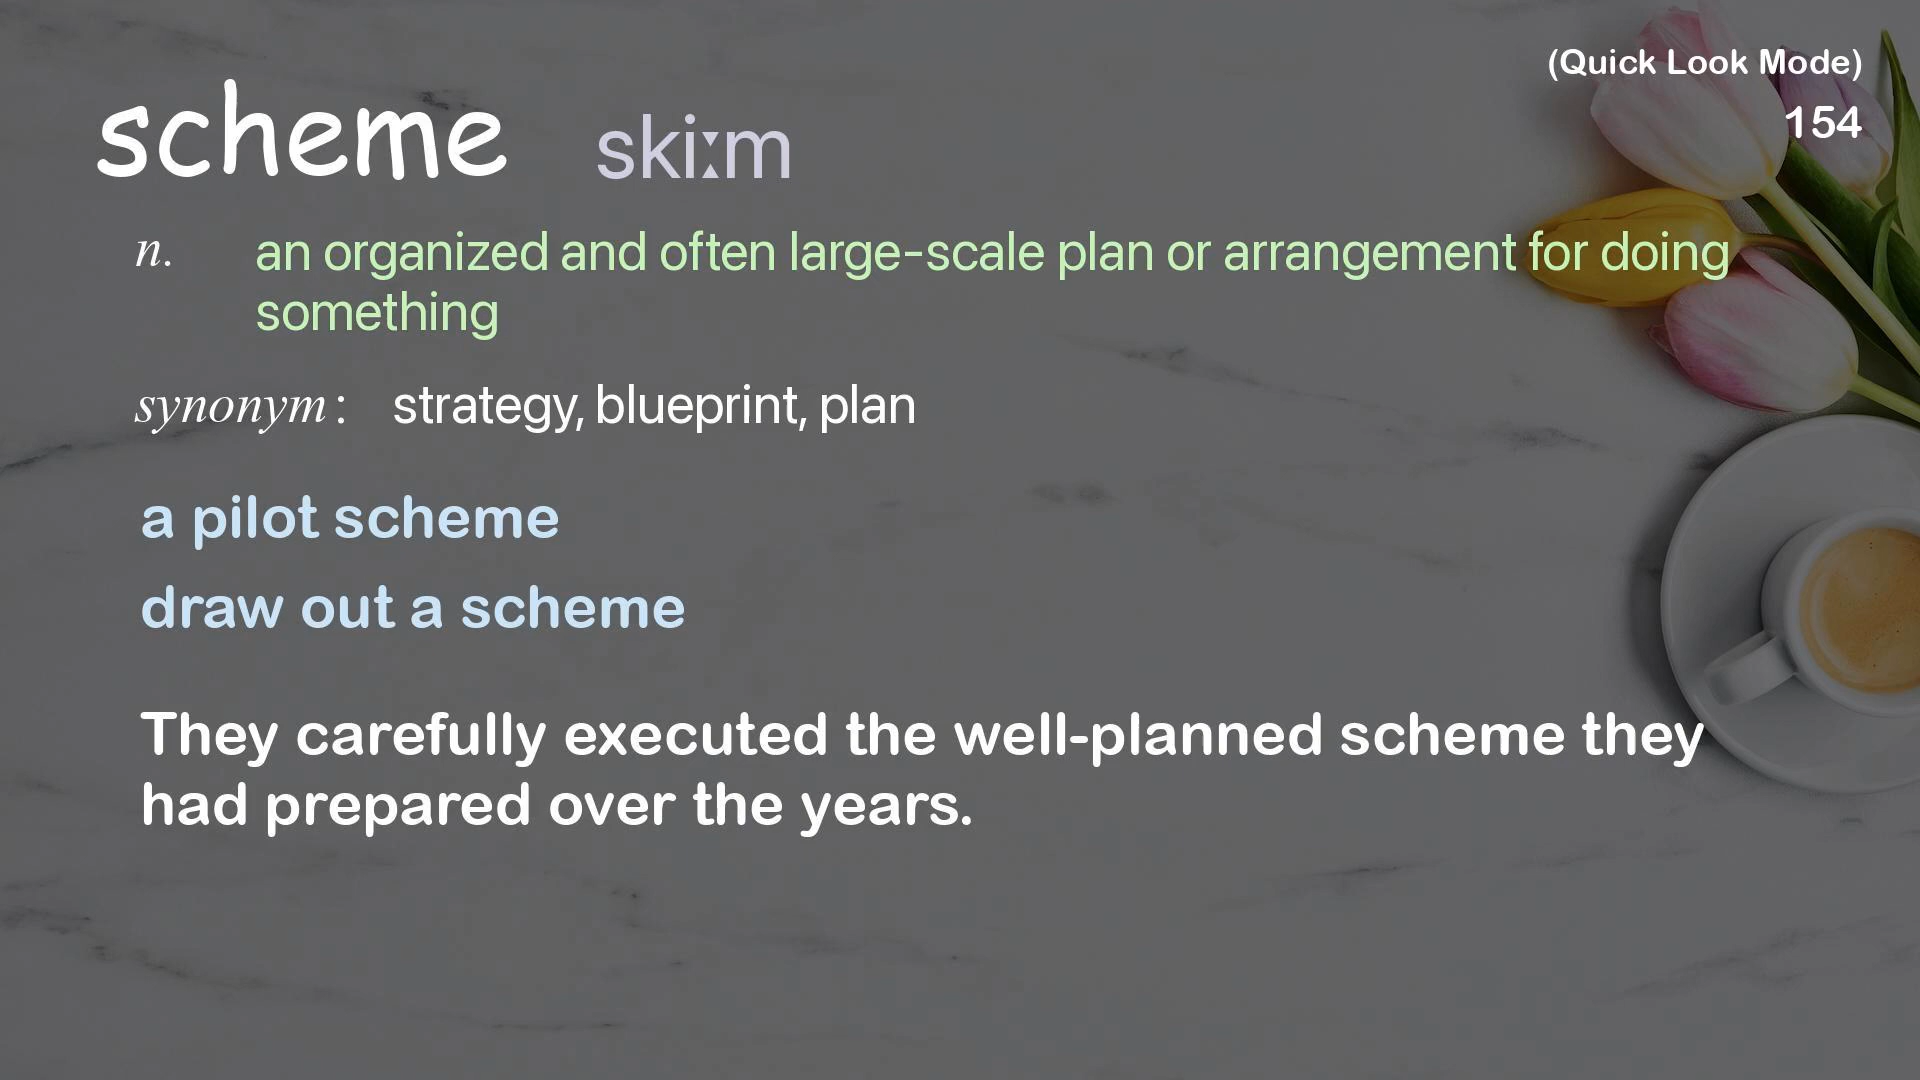 (Quick Look Mode)
154
scheme skiːm
n. an organized and often large-scale plan or arrangement for doing
something
synonym: strategy, blueprint, plan
a pilot scheme
draw out a scheme
They carefully executed the well-planned scheme they
had prepared over the years.